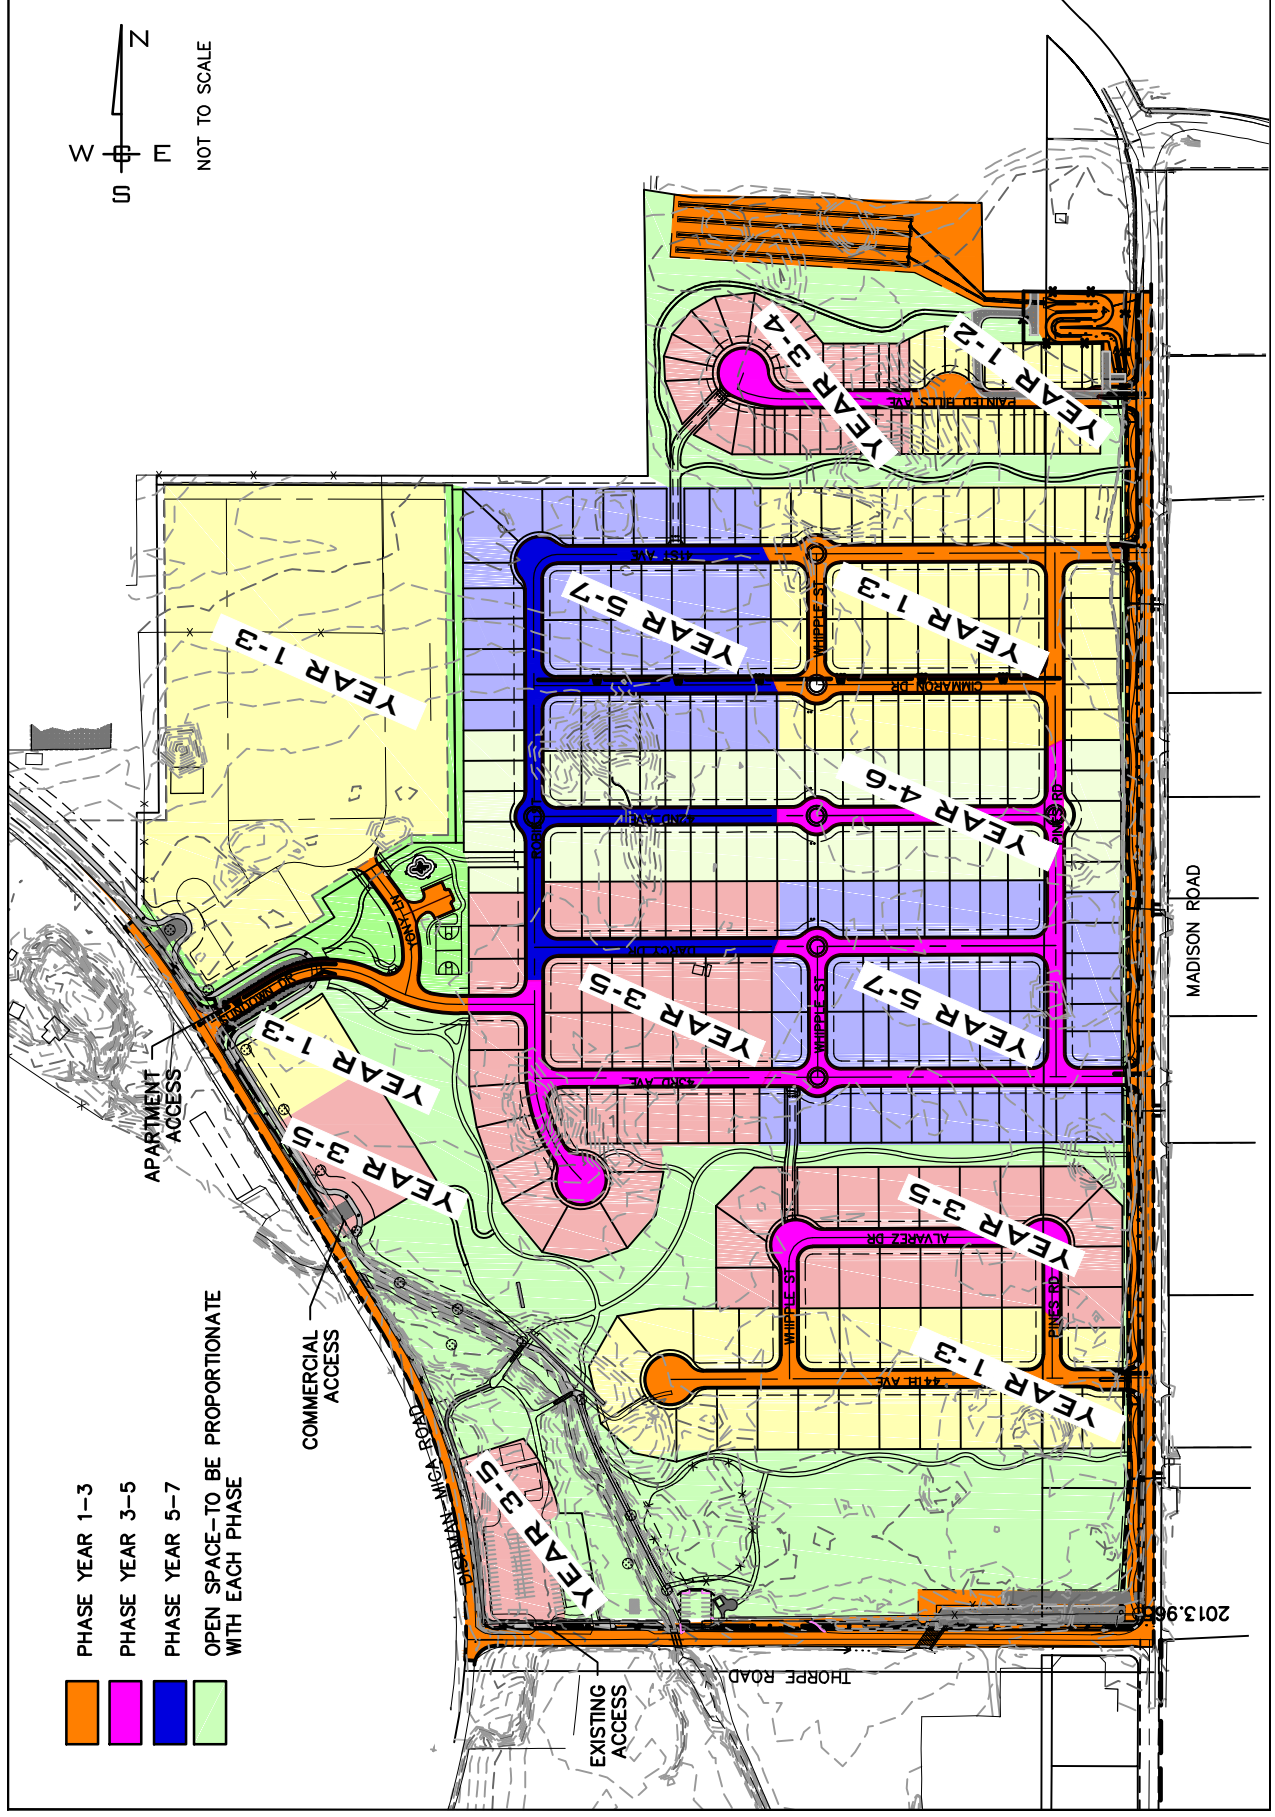 N
W
E
S
NOT TO SCALE
PHASE YEAR 1-3
PHASE YEAR 3-5
PHASE YEAR 5-7
OPEN SPACE-TO BE PROPORTIONATE
WITH EACH PHASE
APARTMENT
ACCESS
COMMERCIAL
ACCESS
EXISTING
ACCESS
DISHMAN-MICA ROAD
THORPE ROAD
MADISON ROAD
SUNDOWN DR
TONY LN
YEAR 1-3
YEAR 1-3
YEAR 3-5
YEAR 3-5
YEAR 3-4
YEAR 1-2
PAINTED HILLS AVE
YEAR 5-7
YEAR 1-3
41ST AVE
WHIPPLE ST
CIMMARON DR
YEAR 4-6
42ND AVE
PINES RD
DARCY DR
YEAR 3-5
YEAR 5-7
WHIPPLE ST
43RD AVE
YEAR 3-5
ALVAREZ DR
WHIPPLE ST
PINES RD
YEAR 1-3
44TH AVE